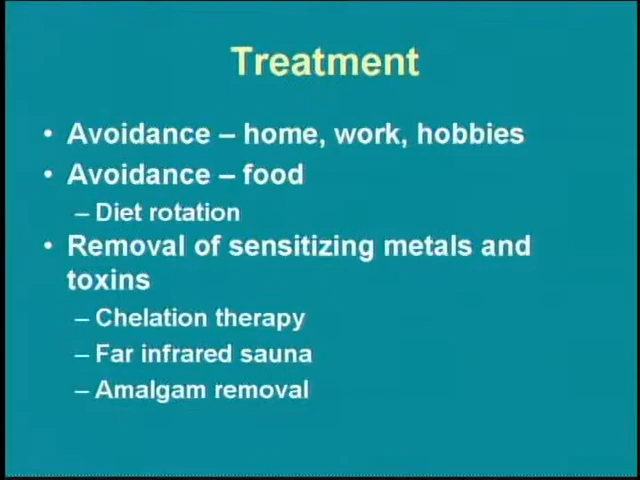 Treatment
• Avoidance – home, work, hobbies
• Avoidance – food
– Diet rotation
• Removal of sensitizing metals and
toxins
– Chelation therapy
– Far infrared sauna
– Amalgam removal